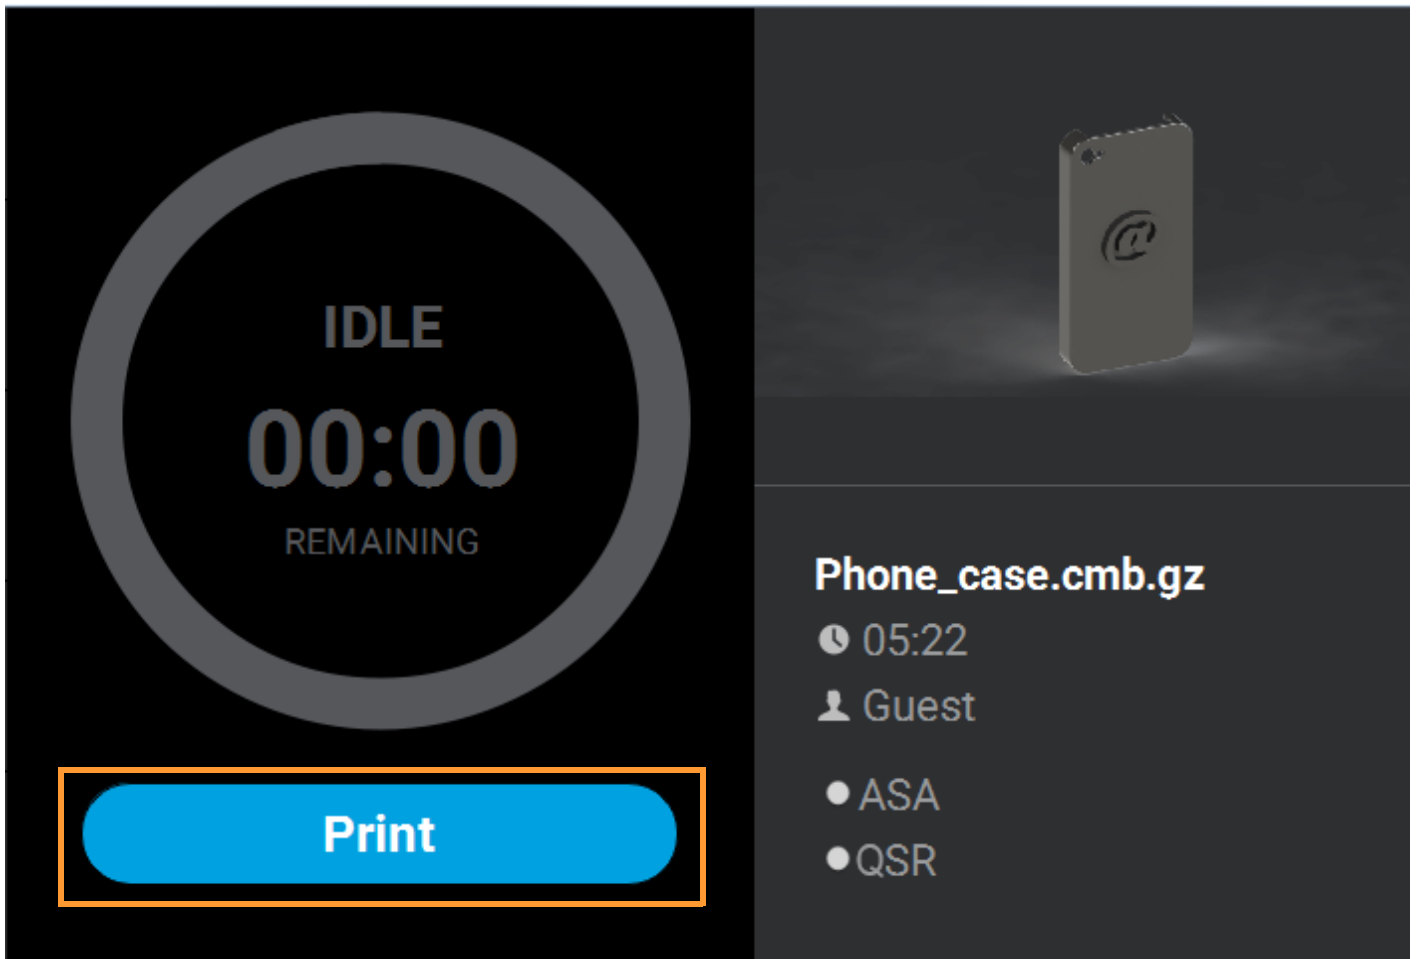 IDLE
00:00
REMAINING
Print
@
Phone_case.cmb.gz
05:22
Guest
ASA
QSR